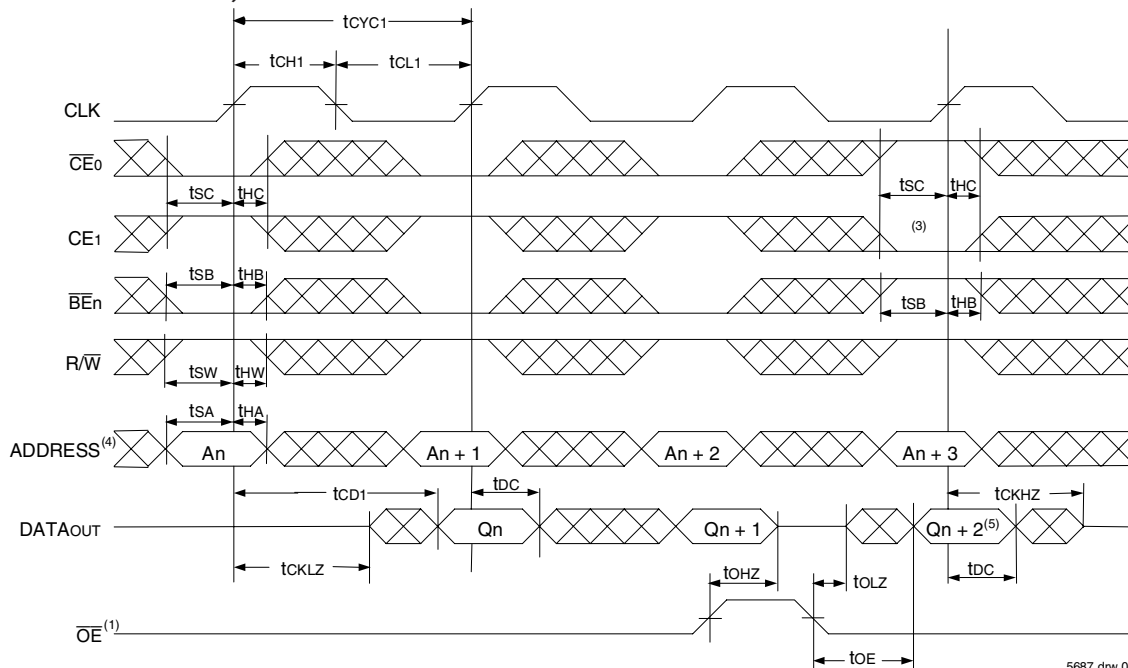 tCYC1
tCH1 tCL1
CLK
CE0
tSC tHC tSC tHC
CE1 (3)
tSB tHB
BEn tSB tHB
R/W
tSW tHW
tSA tHA
ADDRESS(4) An An + 1 An + 2 An + 3
tCD1 tDC tCKHZ
DATAOUT Qn Qn + 1 Qn + 2(5)
tCKLZ tOHZ tOLZ tDC
OE(1)
tOE
5687 drw 0